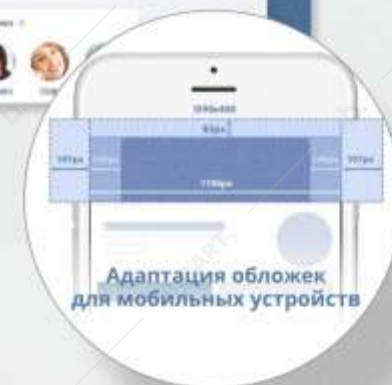 1590x400
83px
197px
197px
1196px
Адаптация обложек
для мобильных устройств